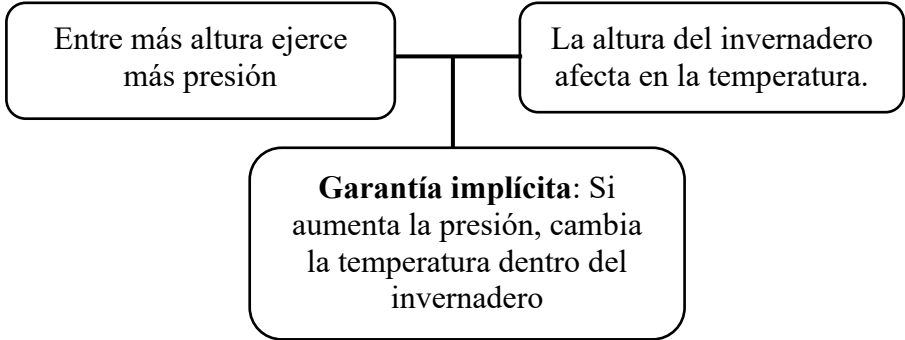 Entre más altura ejerce
más presión
La altura del invernadero
afecta en la temperatura.
Garantía implícita: Si
aumenta la presión, cambia
la temperatura dentro del
invernadero